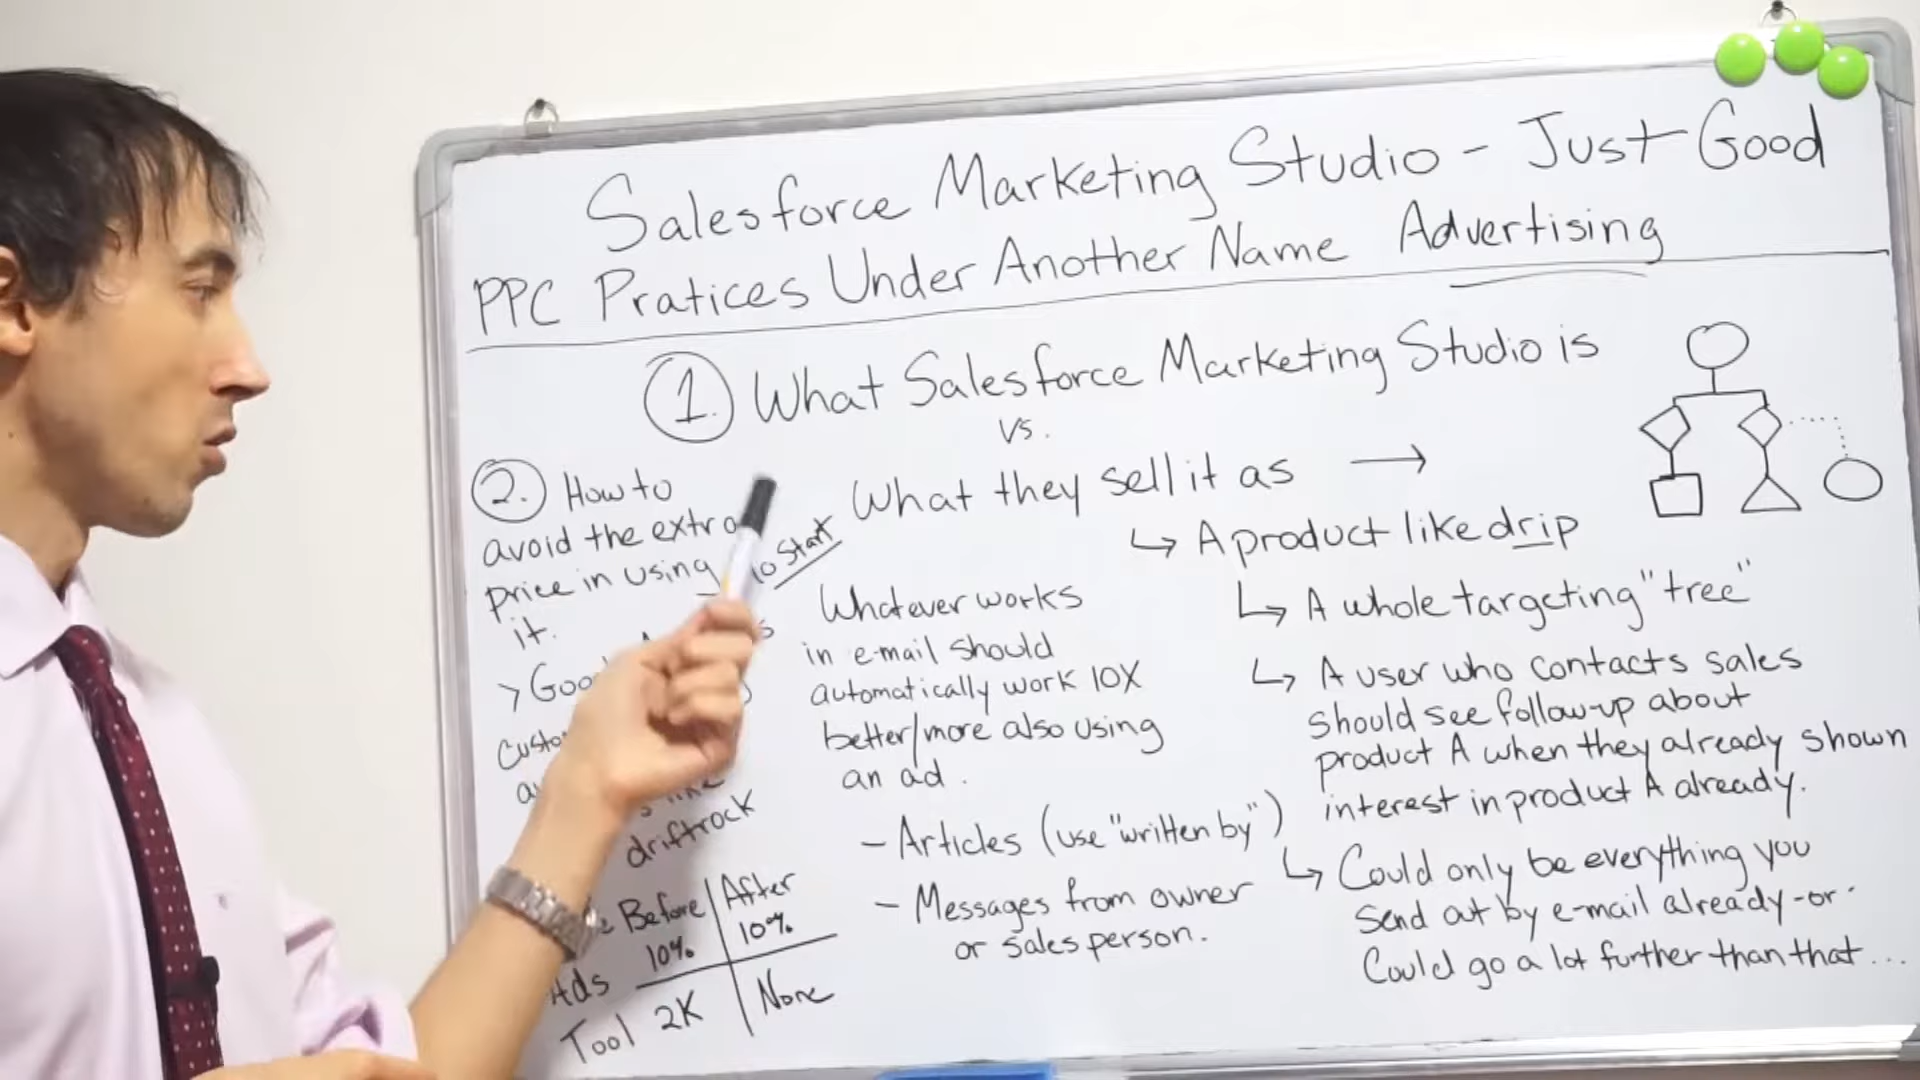 Salesforce Marketing Studio - Just Good
PPC Pratices Under Another Name Advertising
1. What Salesforce Marketing Studio is
vs.
What they sell it as →
↳ A product like drip
↳ A whole targeting "tree"
↳ A user who contacts sales
should see follow-up about
product A when they already shown
interest in product A already.
↳ Could only be everything you
send out by e-mail already -or-
Could go a lot further than that...
2. How to
avoid the extra
price in using
it.
to start
>
driftrock
Before After
10% 10%
Ads
Tool 2K None
Whatever works
in e-mail should
automatically work 10X
better/more also using
an ad.
- Articles (use "written by")
- Messages from owner
or sales person.